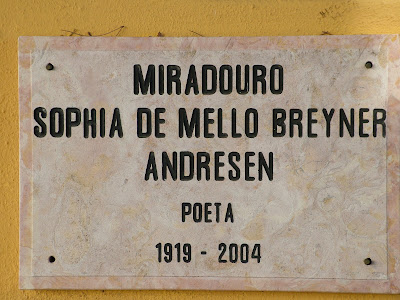 MIRADOURO
SOPHIA DE MELLO BREYNER
ANDRESEN
POETA
1919 - 2004